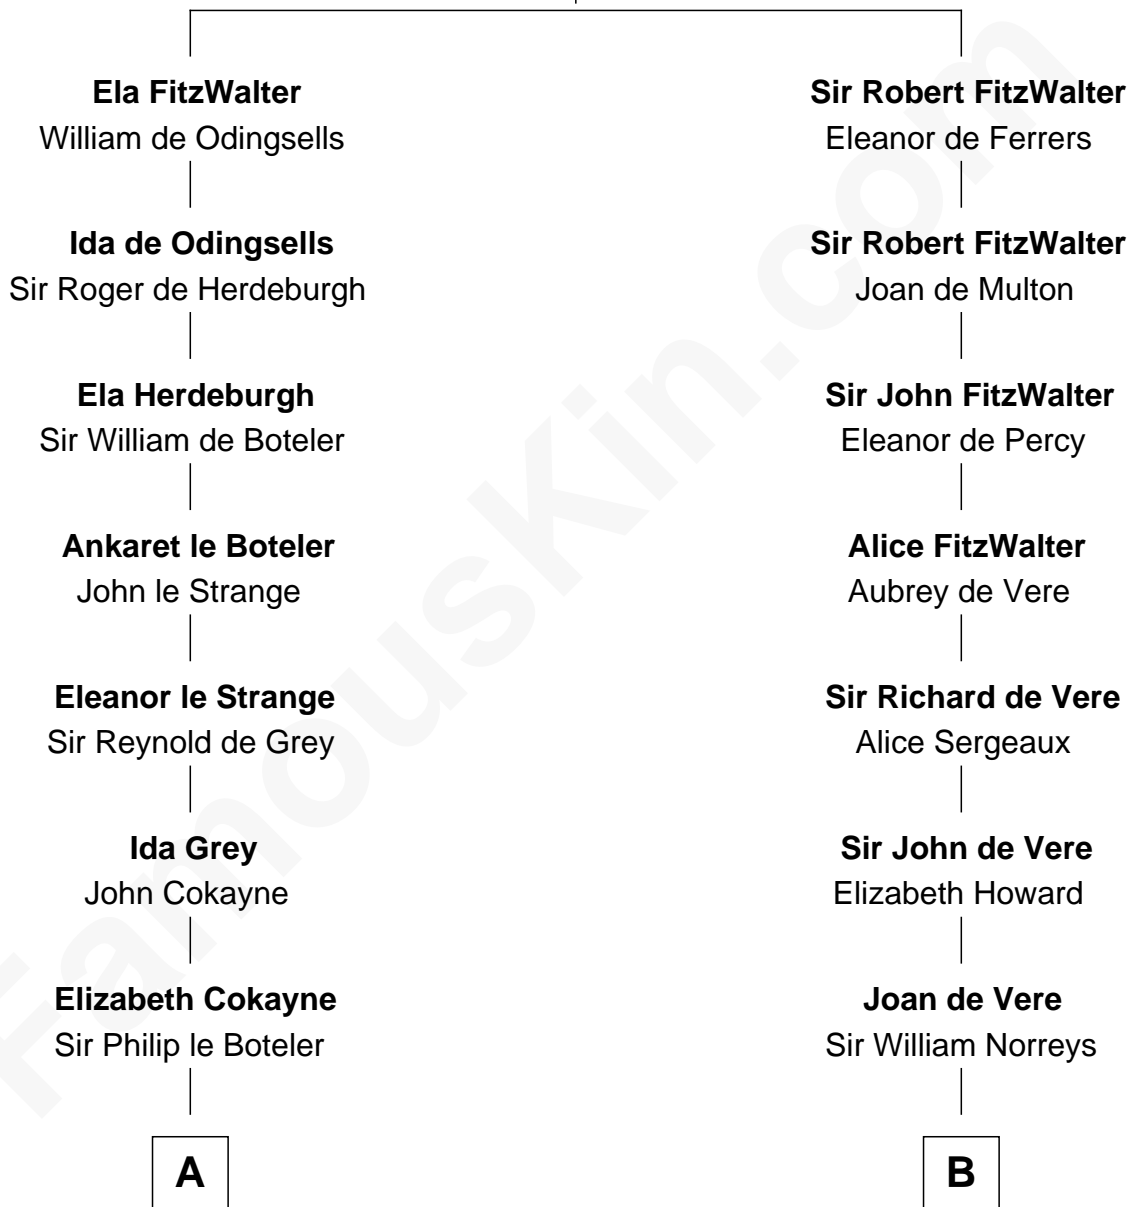 Ela FitzWalter
William de Odingsells
Ida de Odingsells
Sir Roger de Herdeburgh
Ela Herdeburgh
Sir William de Boteler
Ankaret le Boteler
John le Strange
Eleanor le Strange
Sir Reynold de Grey
Ida Grey
John Cokayne
Elizabeth Cokayne
Sir Philip le Boteler
A
Sir Robert FitzWalter
Eleanor de Ferrers
Sir Robert FitzWalter
Joan de Multon
Sir John FitzWalter
Eleanor de Percy
Alice FitzWalter
Aubrey de Vere
Sir Richard de Vere
Alice Sergeaux
Sir John de Vere
Elizabeth Howard
Joan de Vere
Sir William Norreys
B
FamousKin.com